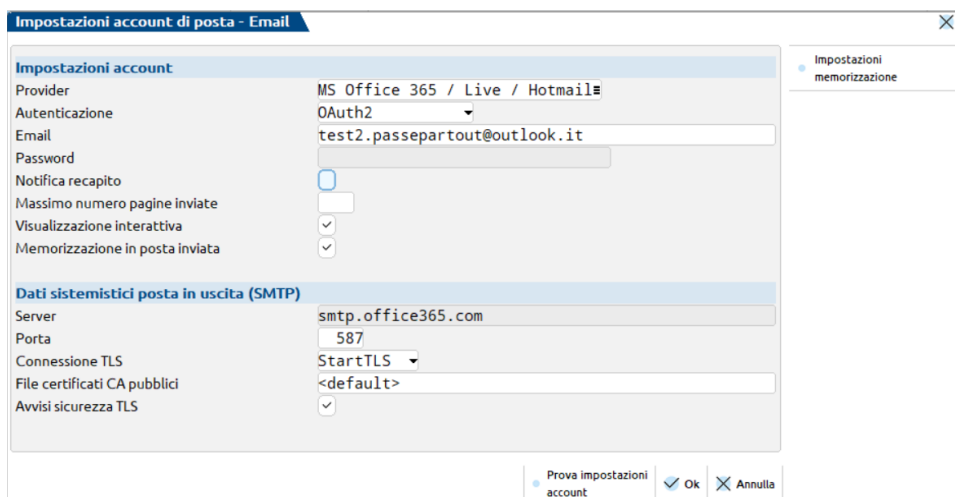 Impostazioni account di posta - Email
Impostazioni
memorizzazione
Impostazioni account
Provider MS Office 365 / Live / Hotmail
Autenticazione OAuth2
Email test2.passepartout@outlook.it
Password
Notifica recapito
Massimo numero pagine inviate
Visualizzazione interattiva
Memorizzazione in posta inviata
Dati sistemistici posta in uscita (SMTP)
Server smtp.office365.com
Porta 587
Connessione TLS StartTLS
File certificati CA pubblici <default>
Avvisi sicurezza TLS
Prova impostazioni
account
Ok
Annulla